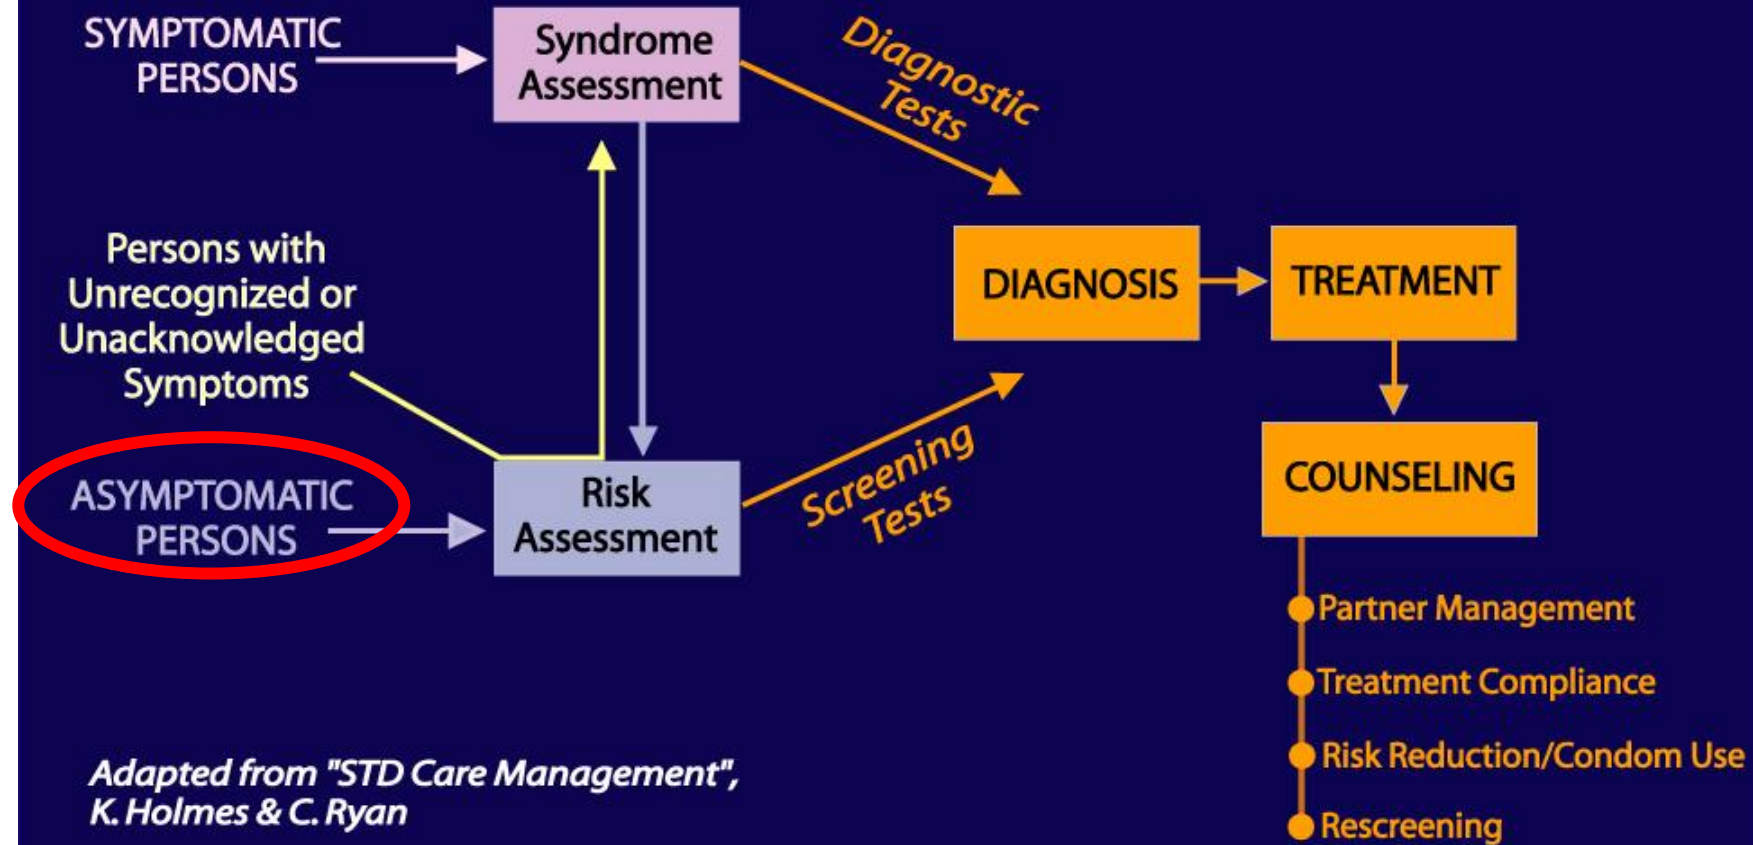 SYMPTOMATIC
PERSONS
Syndrome
Assessment
Diagnostic
Tests
Persons with
Unrecognized or
Unacknowledged
Symptoms
DIAGNOSIS
TREATMENT
ASYMPTOMATIC
PERSONS
Risk
Assessment
Screening
Tests
COUNSELING
Partner Management
Treatment Compliance
Risk Reduction/Condom Use
Rescreening
Adapted from "STD Care Management",
K. Holmes & C. Ryan